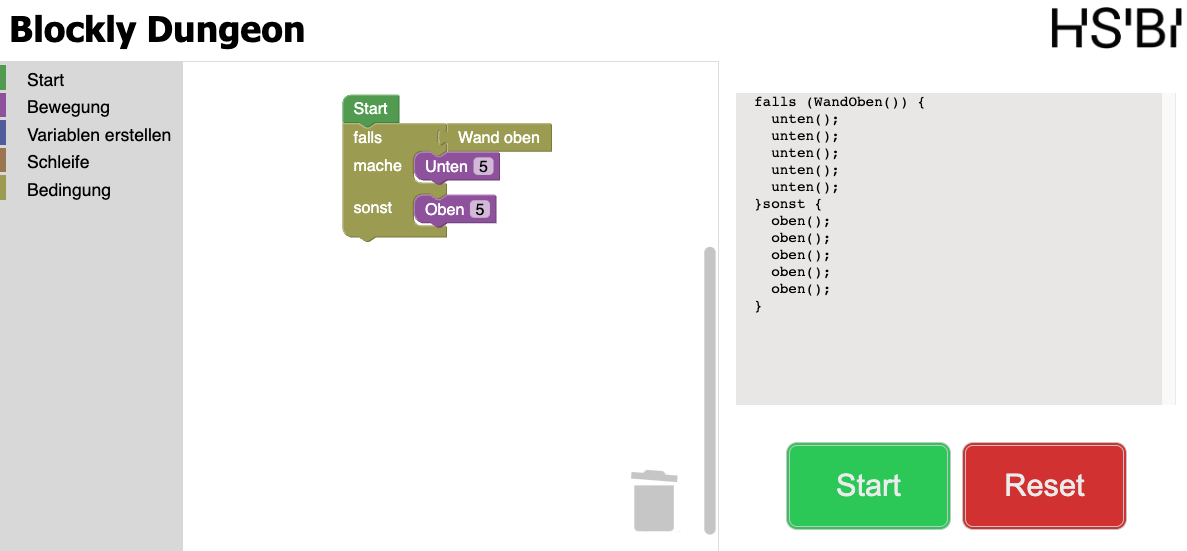 Blockly Dungeon
HSBI
Start
Bewegung
Variablen erstellen
Schleife
Bedingung
Start
falls Wand oben
mache Unten 5
sonst Oben 5
falls (WandOben()) {
  unten();
  unten();
  unten();
  unten();
  unten();
}sonst {
  oben();
  oben();
  oben();
  oben();
  oben();
}
Start
Reset